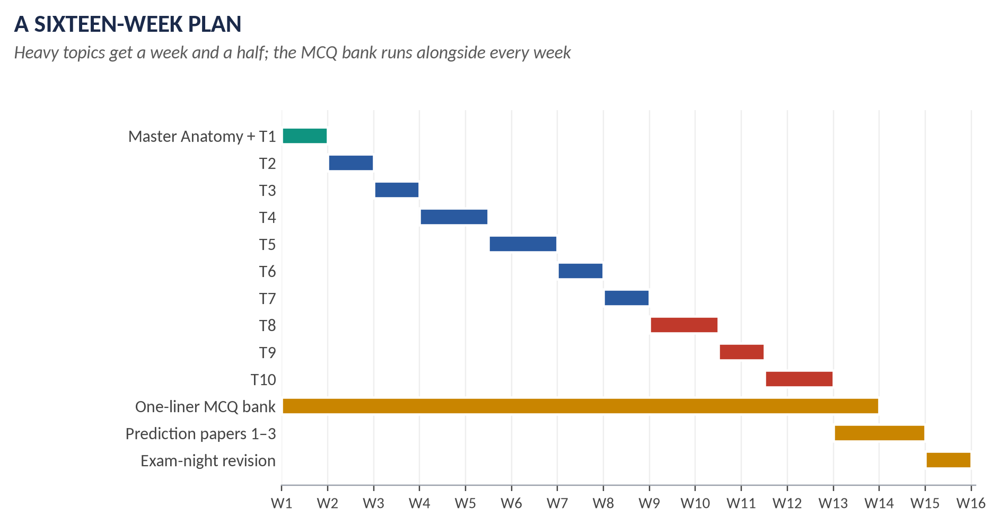 A SIXTEEN-WEEK PLAN
Heavy topics get a week and a half; the MCQ bank runs alongside every week
Master Anatomy + T1
T2
T3
T4
T5
T6
T7
T8
T9
T10
One-liner MCQ bank
Prediction papers 1–3
Exam-night revision
W1 W2 W3 W4 W5 W6 W7 W8 W9 W10 W11 W12 W13 W14 W15 W16